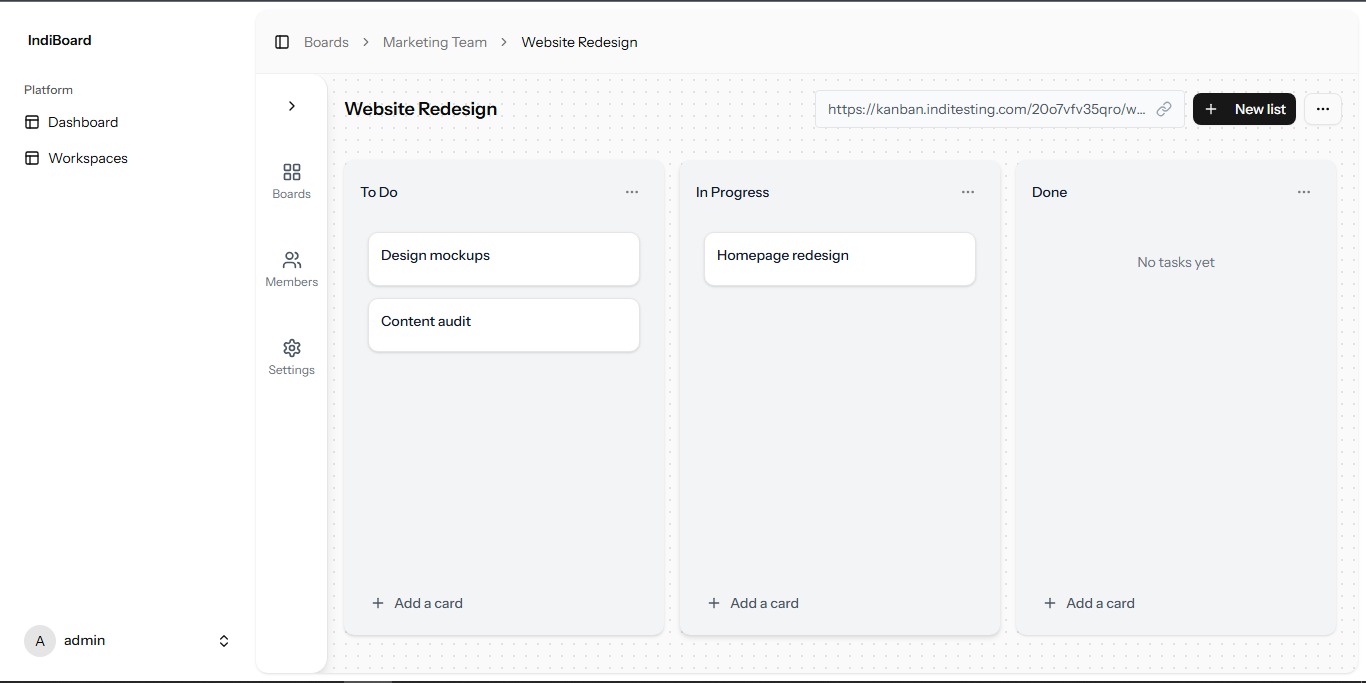 IndiBoard
Platform
Dashboard
Workspaces
A admin
Boards Marketing Team Website Redesign
Boards
Members
Settings
Website Redesign
https://kanban.inditesting.com/20o7vfv35qro/w...
New list
To Do
Design mockups
Content audit
Add a card
In Progress
Homepage redesign
Add a card
Done
No tasks yet
Add a card